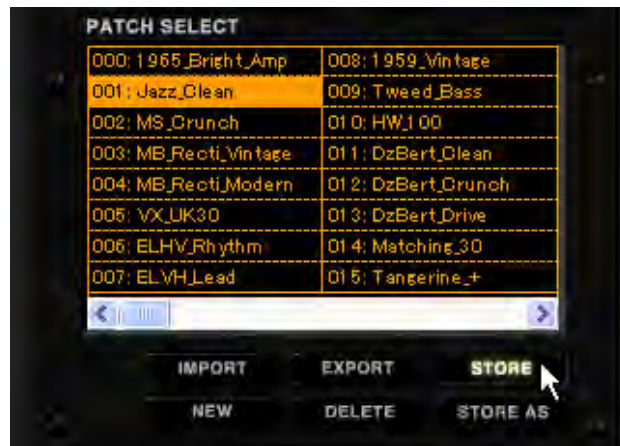 PATCH SELECT
000: 1965_Bright_Amp 008: 1959_Vintage
001: Jazz_Clean 009: Tweed_Bass
002: MS_Crunch 010: HW_100
003: MB_Recti_Vintage 011: DzBert_Clean
004: MB_Recti_Modern 012: DzBert_Crunch
005: VX_UK30 013: DzBert_Drive
006: ELHV_Rhythm 014: Matching_30
007: ELVH_Lead 015: Tangerine_+
IMPORT EXPORT STORE
NEW DELETE STORE AS